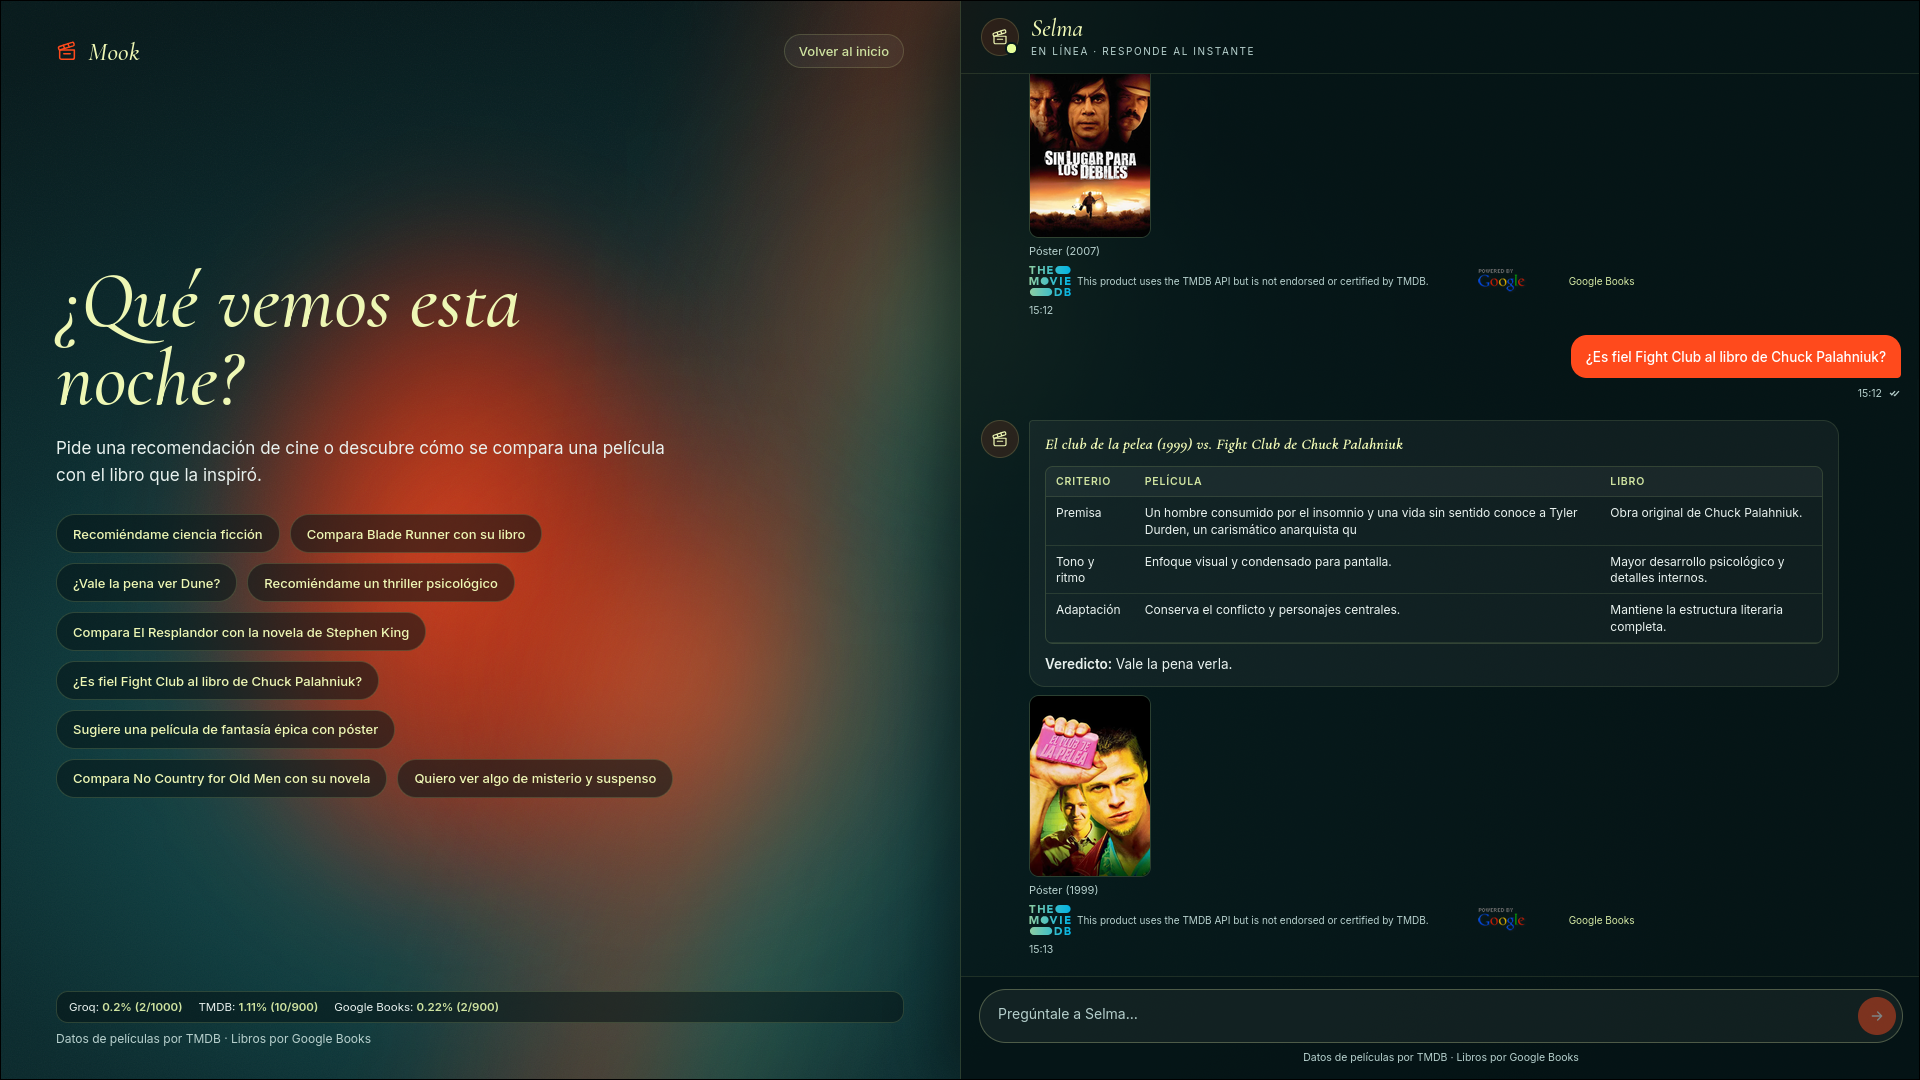 Mook
Volver al inicio
¿Qué vemos esta
noche?
Pide una recomendación de cine o descubre cómo se compara una película
con el libro que la inspiró.
Recomiéndame ciencia ficción
Compara Blade Runner con su libro
¿Vale la pena ver Dune?
Recomiéndame un thriller psicológico
Compara El Resplandor con la novela de Stephen King
¿Es fiel Fight Club al libro de Chuck Palahniuk?
Sugiere una película de fantasía épica con póster
Compara No Country for Old Men con su novela
Quiero ver algo de misterio y suspenso
Groq: 0.2% (2/1000) TMDB: 1.11% (10/900) Google Books: 0.22% (2/900)
Datos de películas por TMDB · Libros por Google Books
Selma
EN LÍNEA · RESPONDE AL INSTANTE
SIN LUGAR PARA
LOS DEBILES
Póster (2007)
THE
MOVIE
DB
This product uses the TMDB API but is not endorsed or certified by TMDB.
POWERED BY
Google
Google Books
15:12
¿Es fiel Fight Club al libro de Chuck Palahniuk?
15:12
El club de la pelea (1999) vs. Fight Club de Chuck Palahniuk
CRITERIO PELÍCULA LIBRO
Premisa
Un hombre consumido por el insomnio y una vida sin sentido conoce a Tyler
Durden, un carismático anarquista qu
Obra original de Chuck Palahniuk.
Tono y
ritmo
Enfoque visual y condensado para pantalla.
Mayor desarrollo psicológico y
detalles internos.
Adaptación
Conserva el conflicto y personajes centrales.
Mantiene la estructura literaria
completa.
Veredicto: Vale la pena verla.
EL CLUB DE
LA PELEA
Póster (1999)
THE
MOVIE
DB
This product uses the TMDB API but is not endorsed or certified by TMDB.
POWERED BY
Google
Google Books
15:13
Pregúntale a Selma...
Datos de películas por TMDB · Libros por Google Books